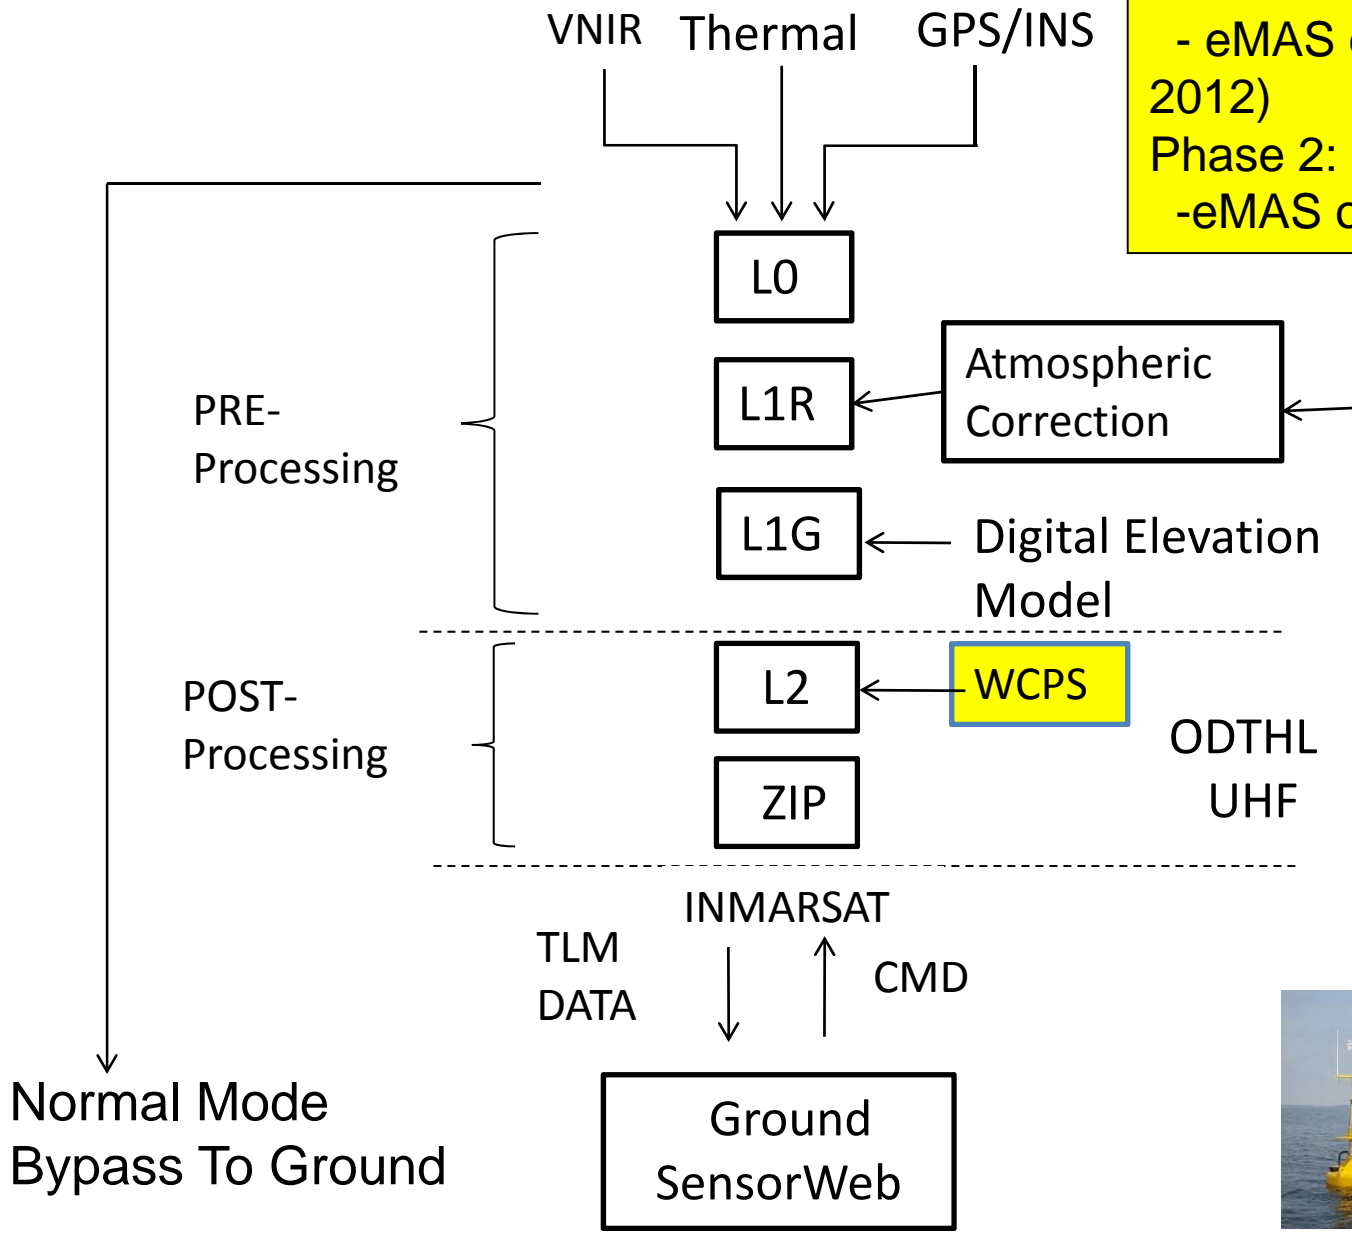 VNIR Thermal GPS/INS
- eMAS
2012)
Phase 2:
-eMAS
L0
Atmospheric
Correction
L1R
PRE-
Processing
L1G
Digital Elevation
Model
L2
WCPS
POST-
Processing
ODTHL
UHF
ZIP
INMARSAT
TLM
DATA
CMD
Normal Mode
Bypass To Ground
Ground
SensorWeb